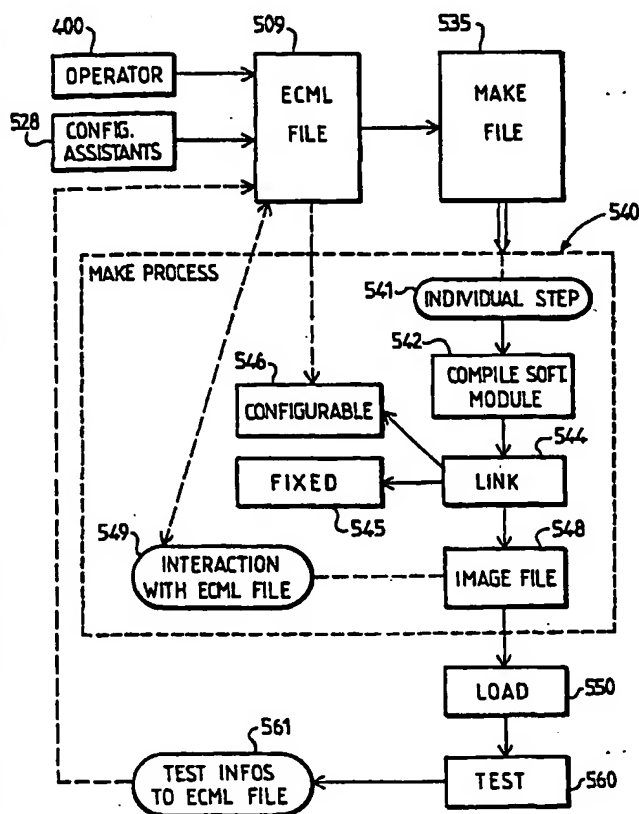 400
509
535
OPERATOR
ECML
FILE
MAKE
FILE
528
CONFIG.
ASSISTANTS
540
MAKE PROCESS
541
INDIVIDUAL STEP
542
546
COMPILE SOFT.
MODULE
CONFIGURABLE
544
FIXED
LINK
545
548
549
INTERACTION
WITH ECML FILE
IMAGE FILE
LOAD
550
561
TEST INFOS
TO ECML FILE
TEST
560